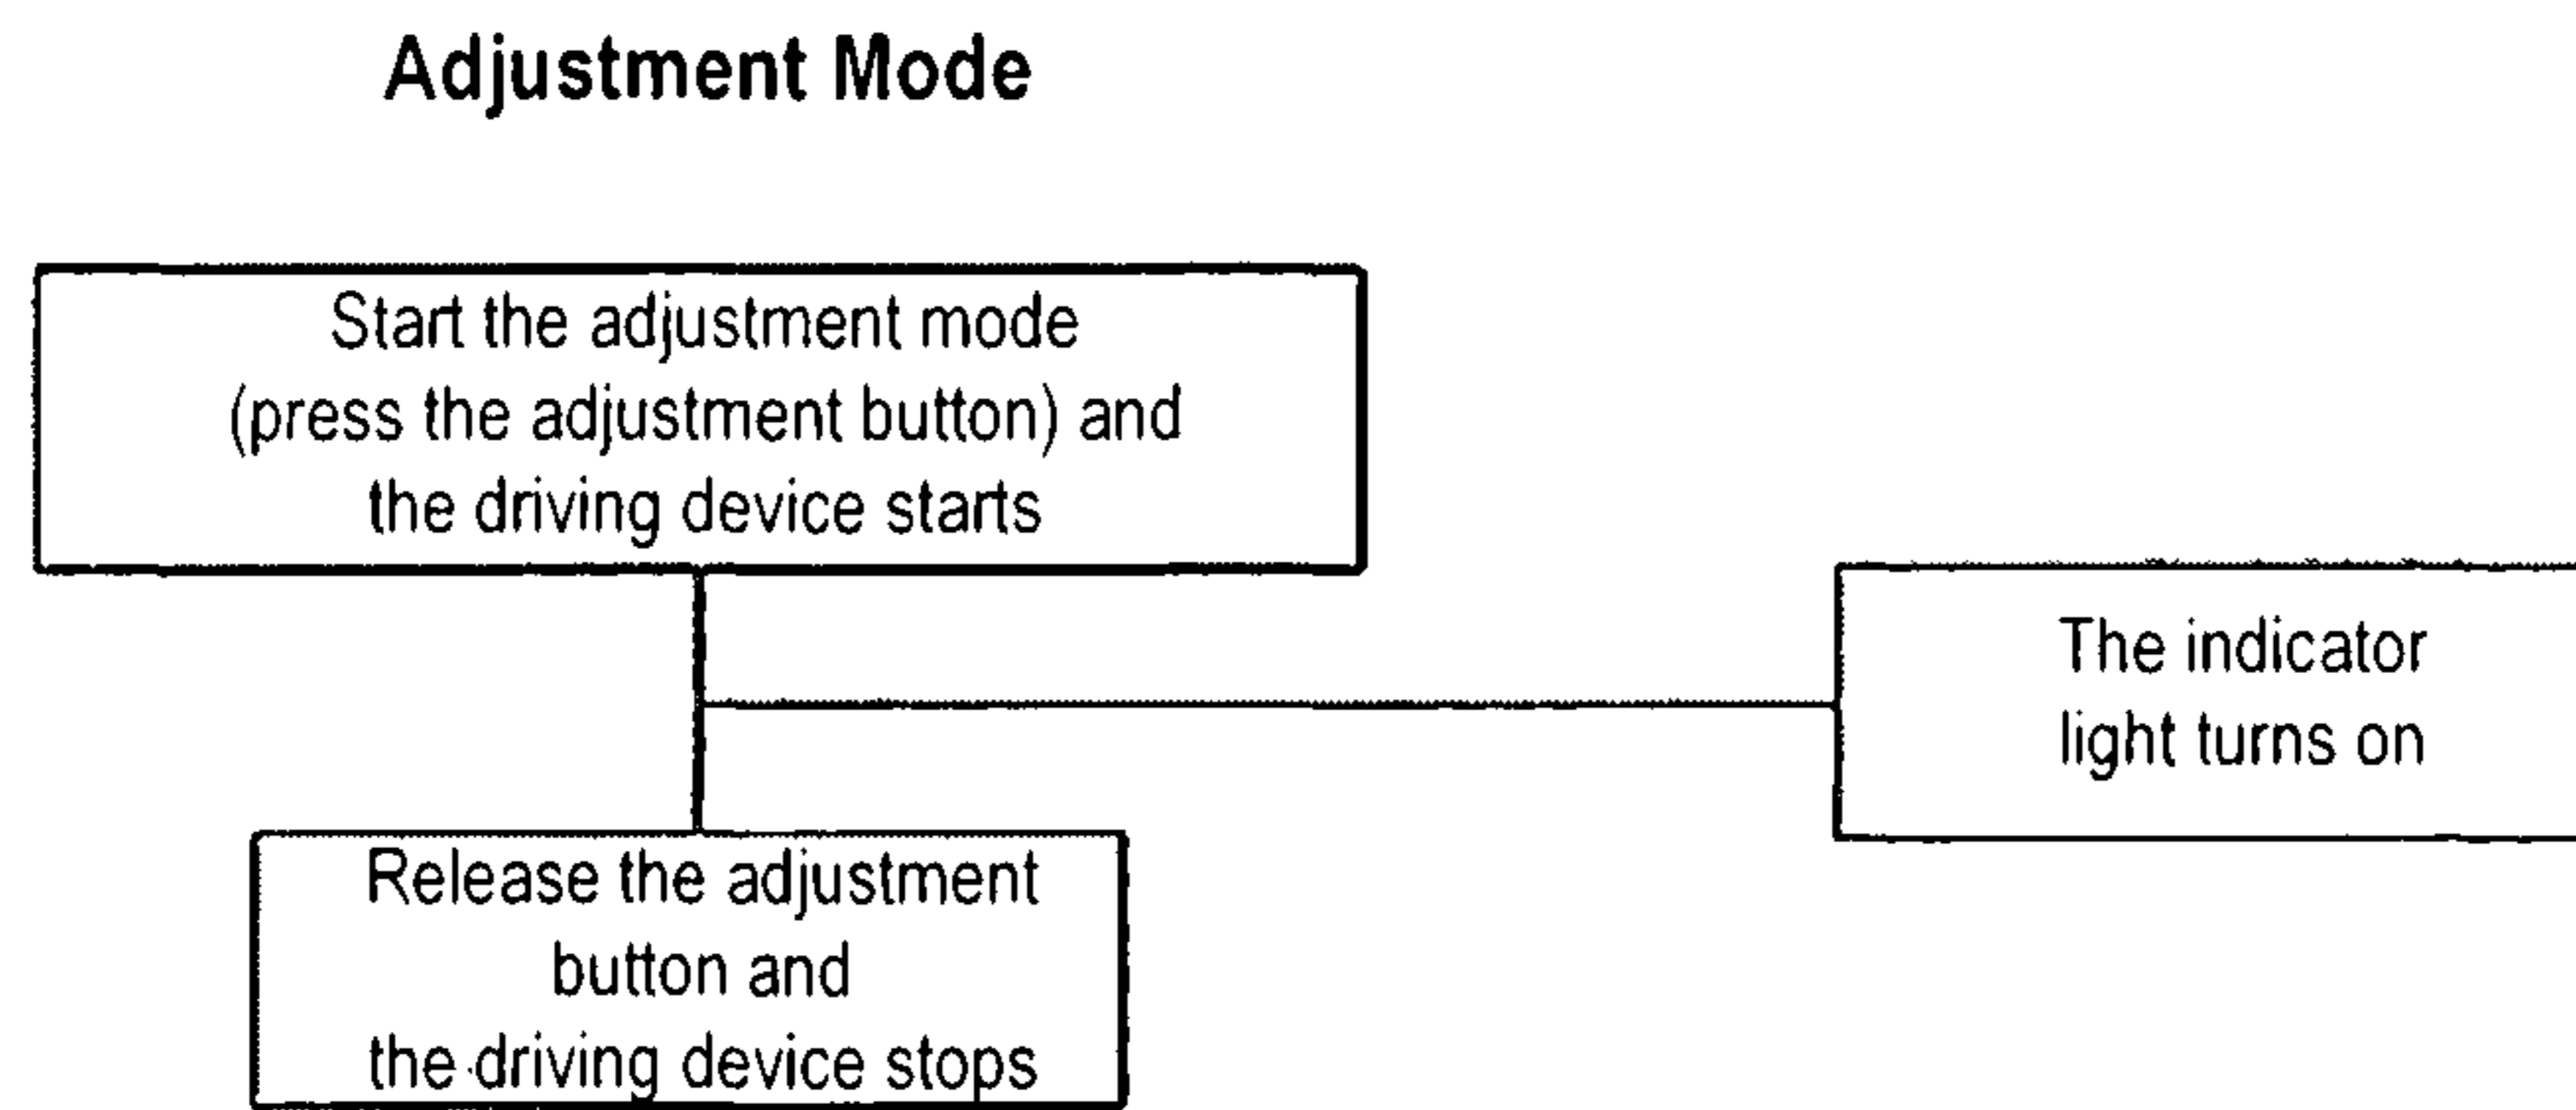 Adjustment Mode
Start the adjustment mode
(press the adjustment button) and
the driving device starts
The indicator
light turns on
Release the adjustment
button and
the driving device stops